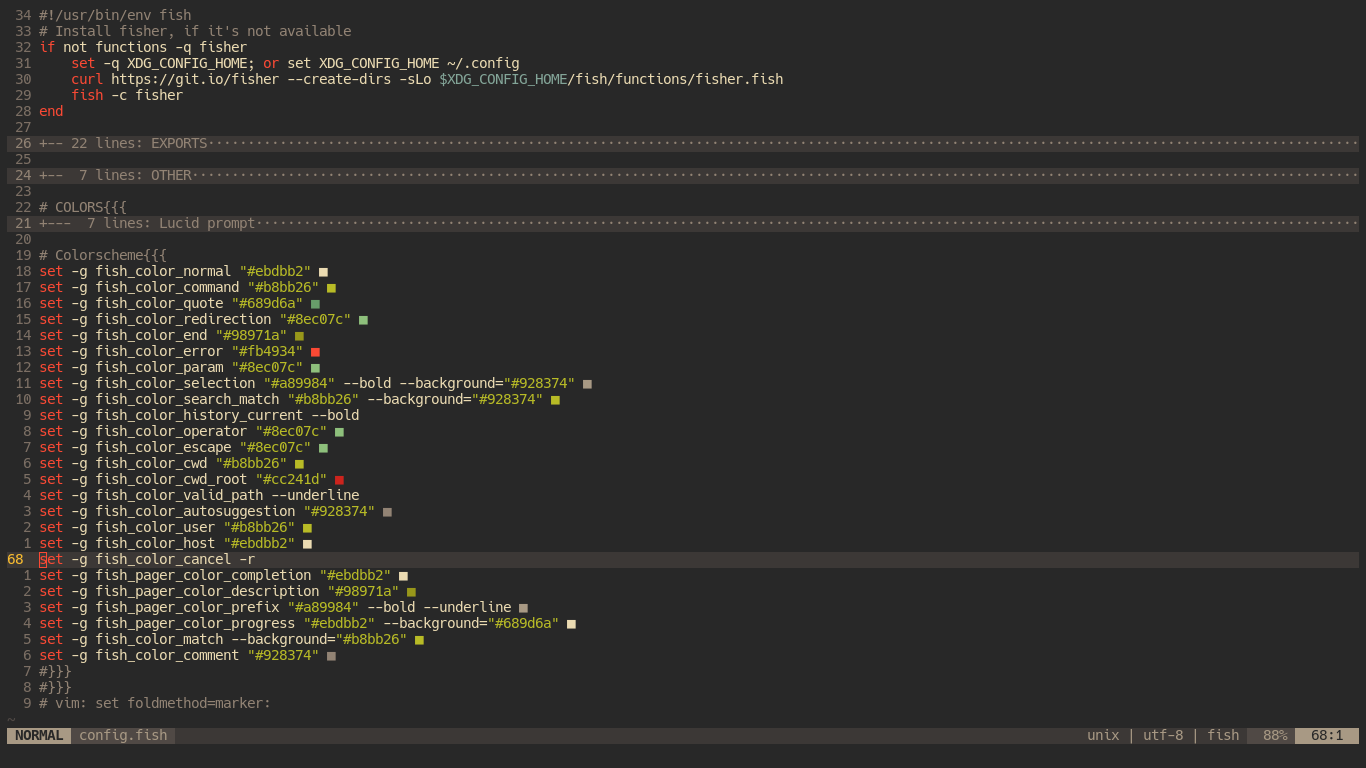 34 #!/usr/bin/env fish
33 # Install fisher, if it's not available
32 if not functions -q fisher
31     set -q XDG_CONFIG_HOME; or set XDG_CONFIG_HOME ~/.config
30     curl https://git.io/fisher --create-dirs -sLo $XDG_CONFIG_HOME/fish/functions/fisher.fish
29     fish -c fisher
28 end
27
26 +-- 22 lines: EXPORTS················································································································································
25
24 +--  7 lines: OTHER··················································································································································
23
22 # COLORS{{{
21 +---  7 lines: Lucid prompt··········································································································································
20
19 # Colorscheme{{{
18 set -g fish_color_normal "#ebdbb2" ■
17 set -g fish_color_command "#b8bb26" ■
16 set -g fish_color_quote "#689d6a" ■
15 set -g fish_color_redirection "#8ec07c" ■
14 set -g fish_color_end "#98971a" ■
13 set -g fish_color_error "#fb4934" ■
12 set -g fish_color_param "#8ec07c" ■
11 set -g fish_color_selection "#a89984" --bold --background="#928374" ■
10 set -g fish_color_search_match "#b8bb26" --background="#928374" ■
9 set -g fish_color_history_current --bold
8 set -g fish_color_operator "#8ec07c" ■
7 set -g fish_color_escape "#8ec07c" ■
6 set -g fish_color_cwd "#b8bb26" ■
5 set -g fish_color_cwd_root "#cc241d" ■
4 set -g fish_color_valid_path --underline
3 set -g fish_color_autosuggestion "#928374" ■
2 set -g fish_color_user "#b8bb26" ■
1 set -g fish_color_host "#ebdbb2" ■
68 set -g fish_color_cancel -r
1 set -g fish_pager_color_completion "#ebdbb2" ■
2 set -g fish_pager_color_description "#98971a" ■
3 set -g fish_pager_color_prefix "#a89984" --bold --underline ■
4 set -g fish_pager_color_progress "#ebdbb2" --background="#689d6a" ■
5 set -g fish_color_match --background="#b8bb26" ■
6 set -g fish_color_comment "#928374" ■
7 #}}}
8 #}}}
9 # vim: set foldmethod=marker:
~
NORMAL config.fish unix | utf-8 | fish 88% 68:1